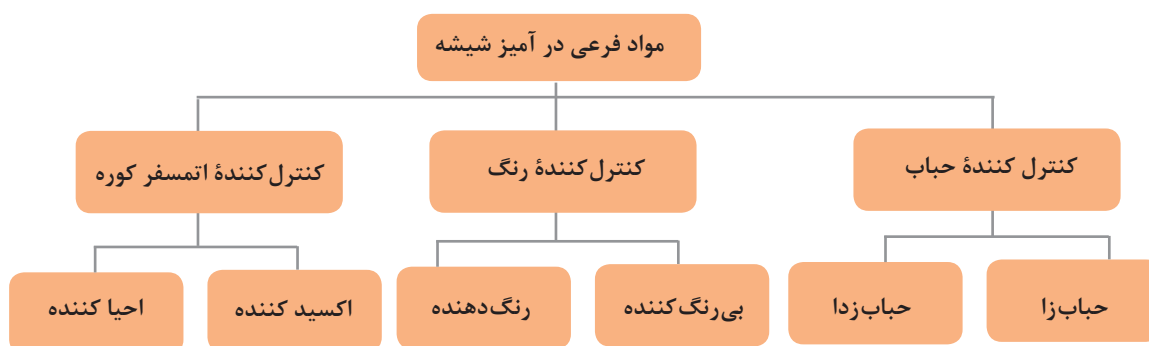 مواد فرعی در آمیز شیشه
کنترل کنندهٔ حباب
کنترل‌کنندهٔ رنگ
کنترل‌کنندهٔ اتمسفر کوره
حباب‌زا
حباب‌زدا
بی‌رنگ‌کننده
رنگ‌دهنده
اکسید کننده
احیا کننده